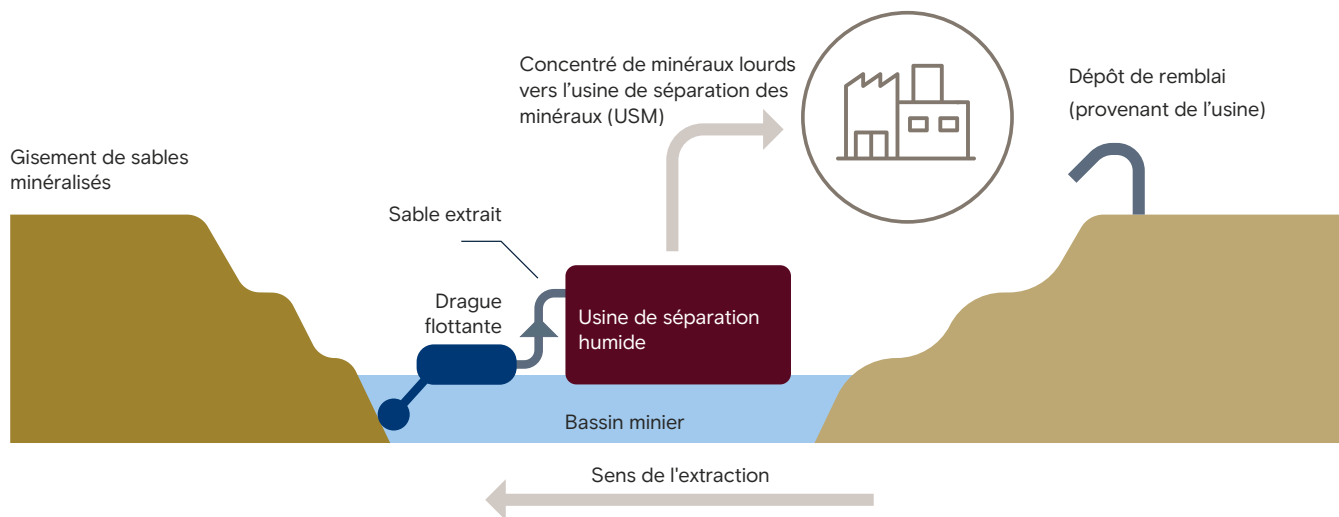 Concentré de minéraux lourds
vers l’usine de séparation des
minéraux (USM)
Dépôt de remblai
(provenant de l’usine)
Gisement de sables
minéralisés
Sable extrait
Drague
flottante
Usine de séparation
humide
Bassin minier
Sens de l'extraction